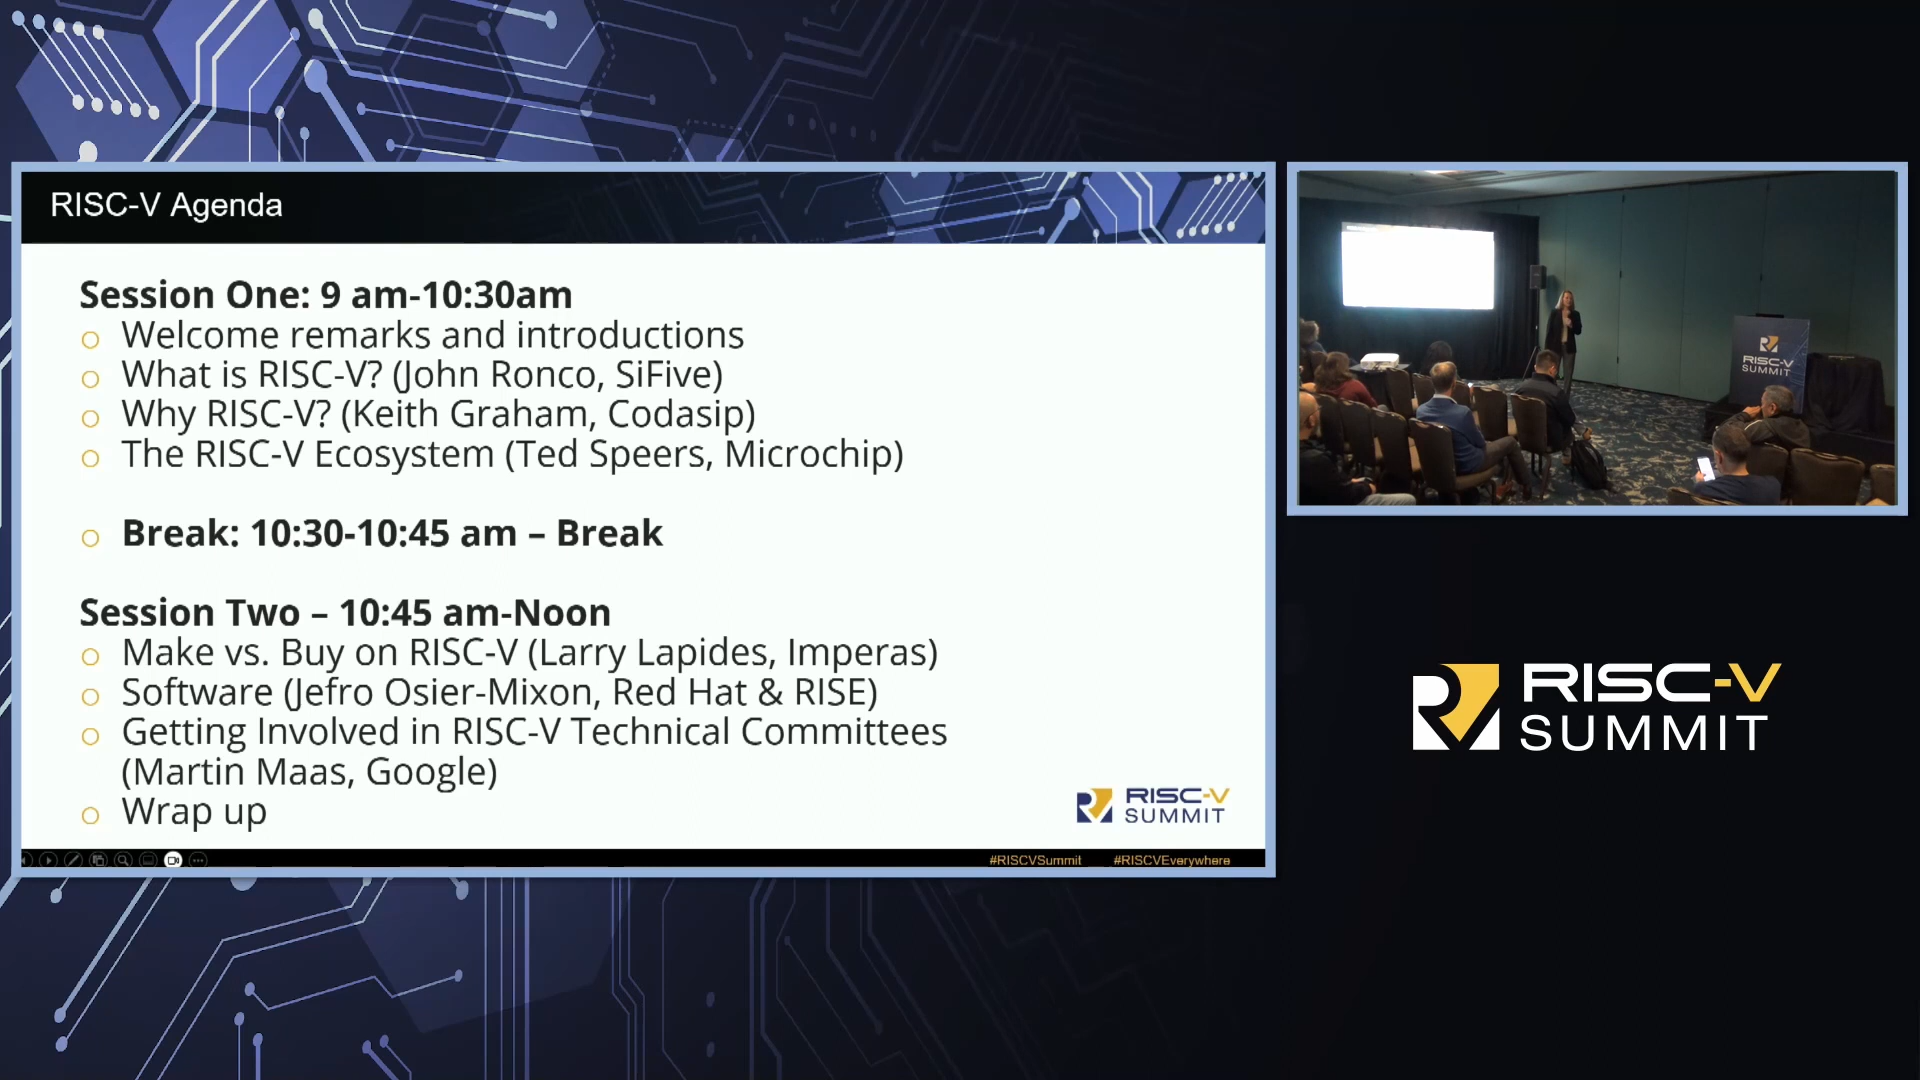 RISC-V Agenda
Session One: 9 am-10:30am
o Welcome remarks and introductions
o What is RISC-V? (John Ronco, SiFive)
o Why RISC-V? (Keith Graham, Codasip)
o The RISC-V Ecosystem (Ted Speers, Microchip)
o Break: 10:30-10:45 am – Break
Session Two – 10:45 am-Noon
o Make vs. Buy on RISC-V (Larry Lapides, Imperas)
o Software (Jefro Osier-Mixon, Red Hat & RISE)
o Getting Involved in RISC-V Technical Committees
(Martin Maas, Google)
o Wrap up
RISC-V
SUMMIT
#RISCVSummit #RISCVEverywhere
RISC-V
SUMMIT
RISC-V
SUMMIT